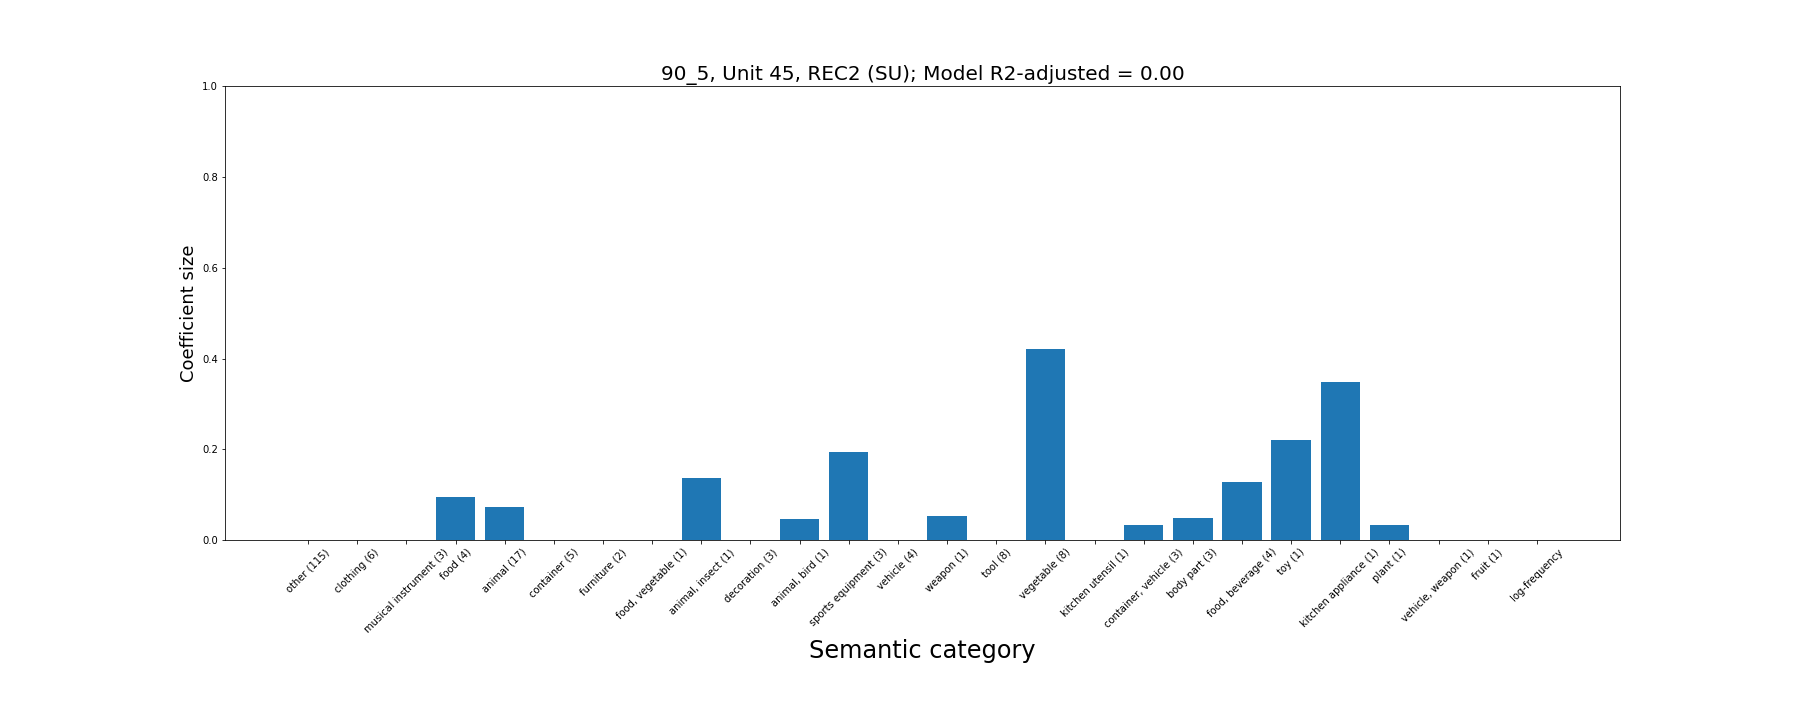 90_5, Unit 45, REC2 (SU); Model R2-adjusted = 0.00
1.0
0.8
0.6
0.4
0.2
0.0
Coefficient size
other (115)
clothing (6)
musical instrument (3)
food (4)
animal (17)
container (5)
furniture (2)
food, vegetable (1)
animal, insect (1)
decoration (3)
animal, bird (1)
sports equipment (3)
vehicle (4)
weapon (1)
tool (8)
vegetable (8)
kitchen utensil (1)
container, vehicle (3)
body part (3)
food, beverage (4)
toy (1)
kitchen appliance (1)
plant (1)
vehicle, weapon (1)
fruit (1)
log-frequency
Semantic category